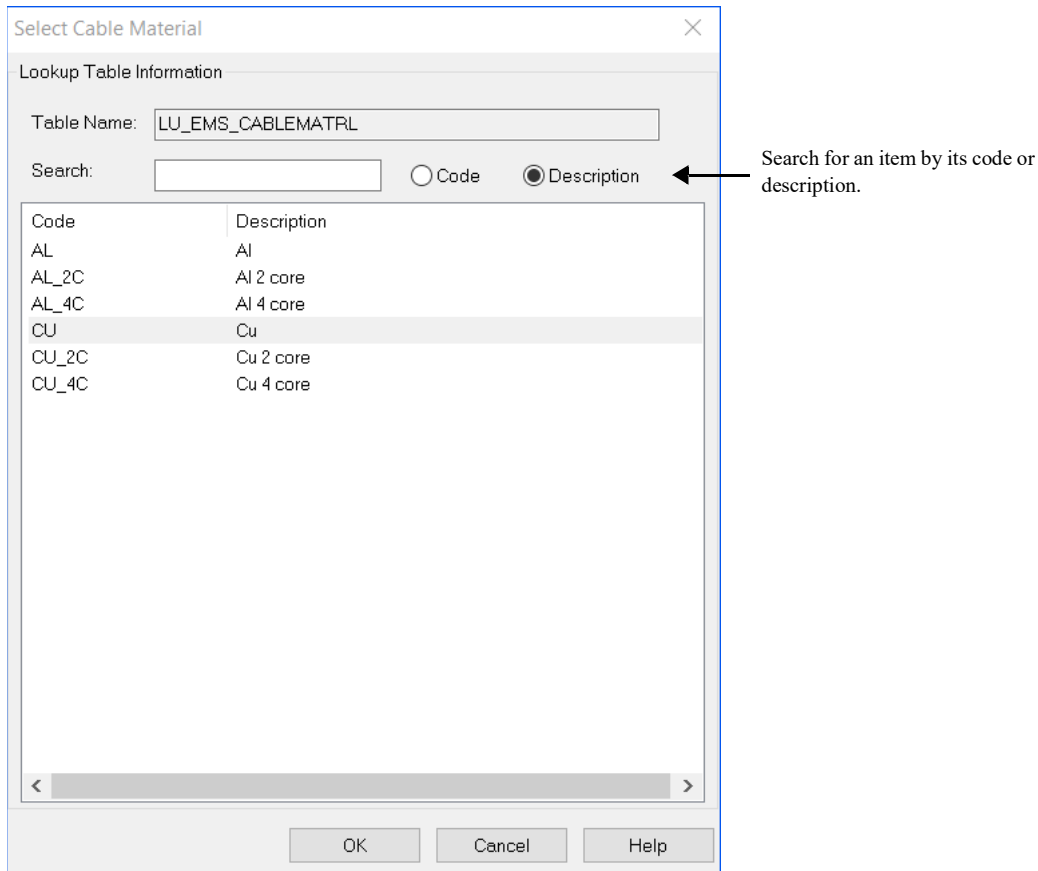 Select Cable Material
Lookup Table Information
Table Name: LU_EMS_CABLEMATRL
Search: Code Description
Search for an item by its code or
description.
Code Description
AL Al
AL_2C Al 2 core
AL_4C Al 4 core
CU Cu
CU_2C Cu 2 core
CU_4C Cu 4 core
OK Cancel Help